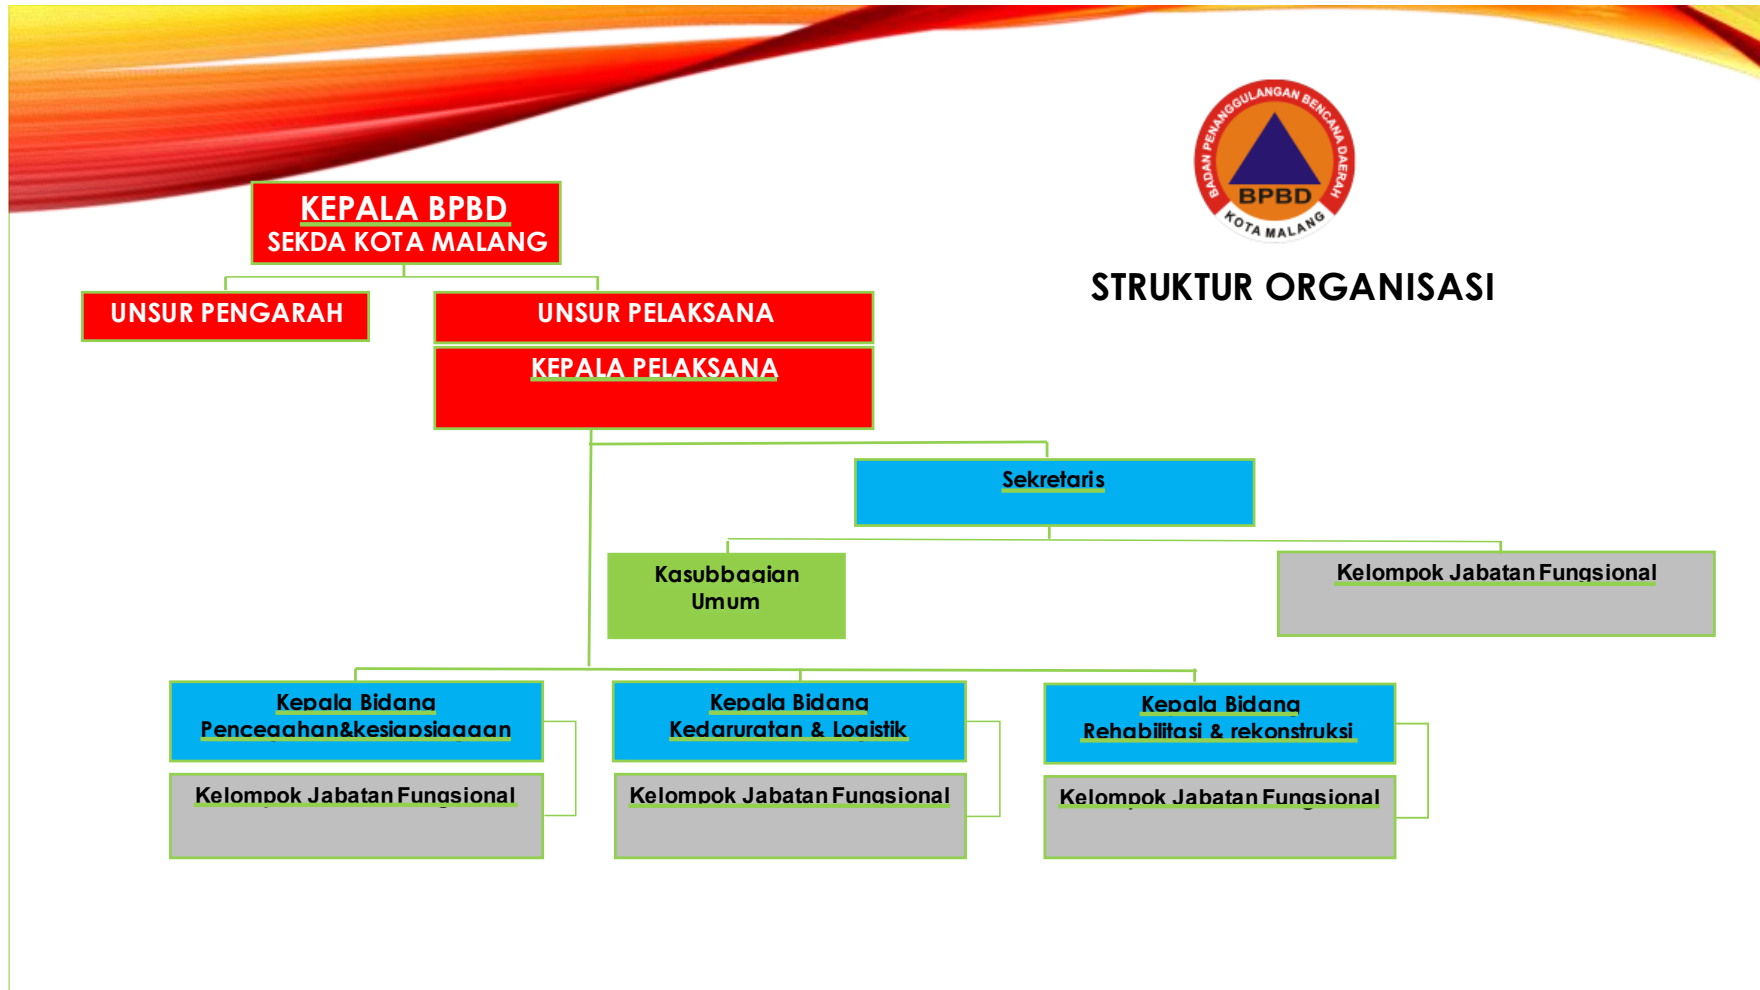 BADAN PENANGGULANGAN BENCANA DAERAH
BPBD
KOTA MALANG
STRUKTUR ORGANISASI
KEPALA BPBD
SEKDA KOTA MALANG
UNSUR PENGARAH
UNSUR PELAKSANA
KEPALA PELAKSANA
Sekretaris
Kasubbagian
Umum
Kelompok Jabatan Fungsional
Kepala Bidang
Pencegahan&kesiapsiagaan
Kepala Bidang
Kedaruratan & Logistik
Kepala Bidang
Rehabilitasi & rekonstruksi
Kelompok Jabatan Fungsional
Kelompok Jabatan Fungsional
Kelompok Jabatan Fungsional